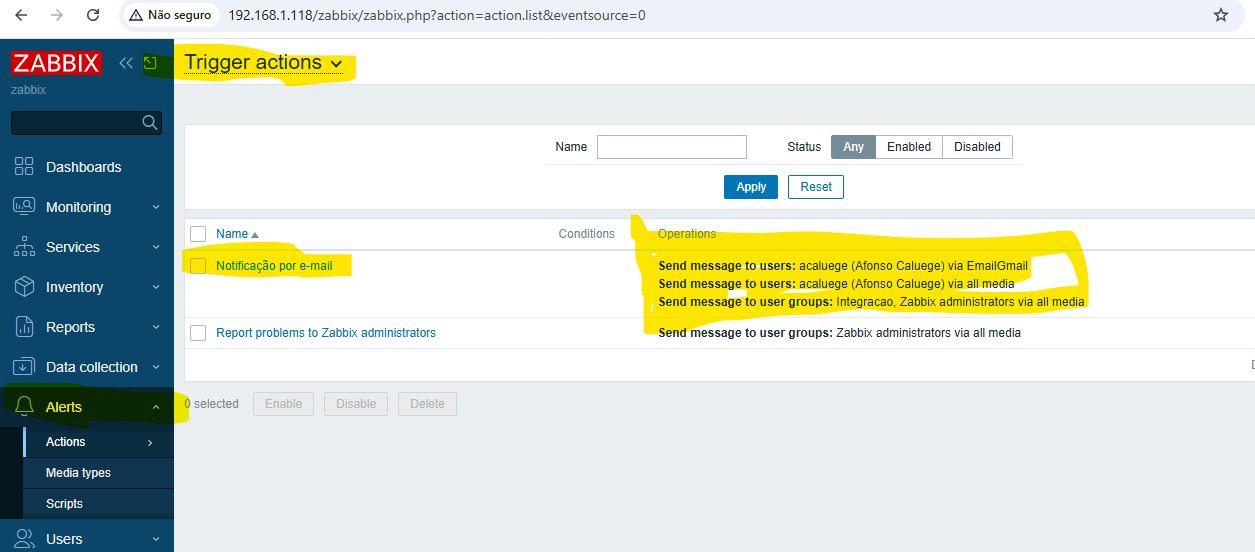 Não seguro
192.168.1.118/zabbix/zabbix.php?action=action.list&eventsource=0
ZABBIX
zabbix
Dashboards
Monitoring
Services
Inventory
Reports
Data collection
Alerts
Actions
Media types
Scripts
Users
Trigger actions
Name
Status Any Enabled Disabled
Apply Reset
Name Conditions Operations
Notificação por e-mail
Send message to users: acaluege (Afonso Caluege) via EmailGmail
Send message to users: acaluege (Afonso Caluege) via all media
Send message to user groups: Integracao, Zabbix administrators via all media
Report problems to Zabbix administrators
Send message to user groups: Zabbix administrators via all media
0 selected Enable Disable Delete